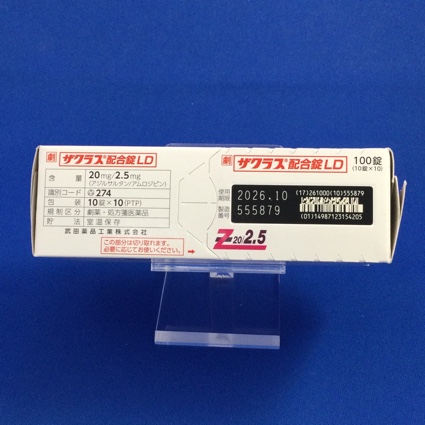 劇 ザクラス配合錠LD
含量 20mg/2.5mg
(アジルサルタン/アムロジピン)
識別コード 274
包装 10錠×10(PTP)
規制区分 劇薬・処方箋医薬品
貯法 室温保存
武田薬品工業株式会社
この部分は切り取れます。
必要に応じてお使いください。
劇 ザクラス配合錠LD
100錠
(10錠×10)
使用期限 2026.10
製造番号 555879
(17)261000(10)555879
(01)14987123154205
Z20/2.5